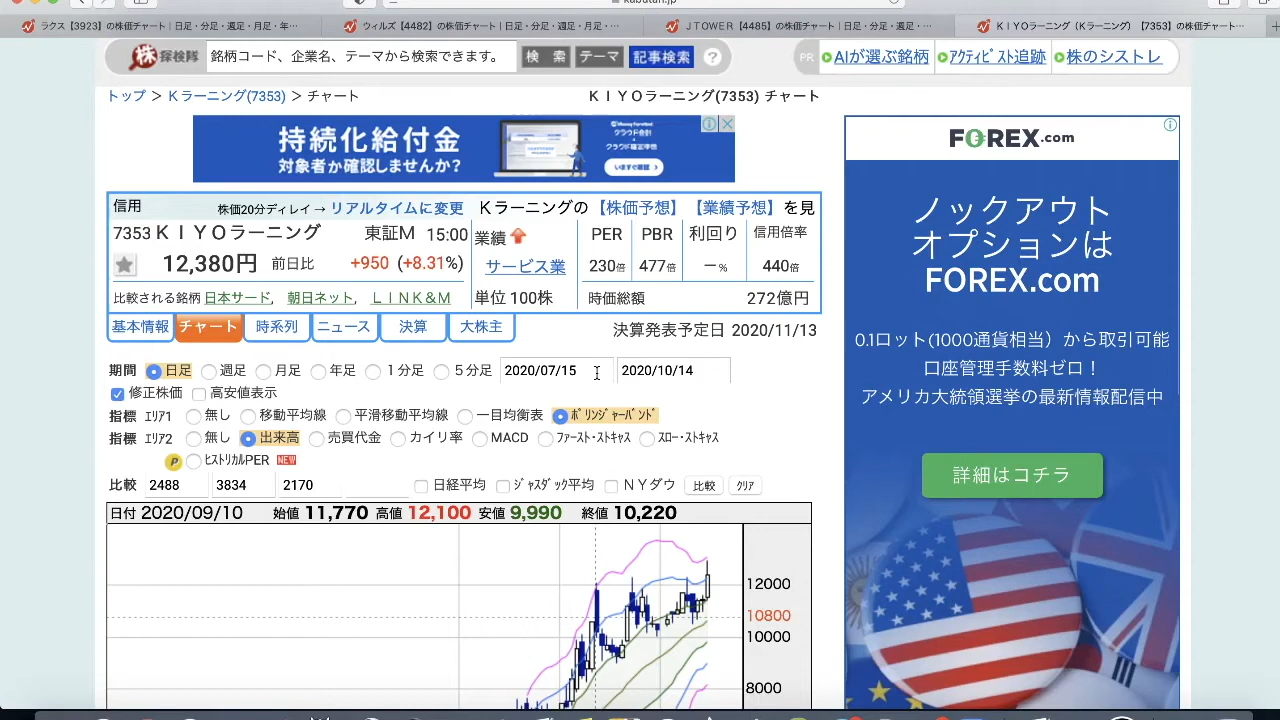 kabutan.jp
ラクス【3923】の株価チャート｜日足・分足・週足・月足・年…
ウィルズ【4482】の株価チャート｜日足・分足・週足・月足・…
ＪＴＯＷＥＲ【4485】の株価チャート｜日足・分足・週足・…
ＫＩＹＯラーニング（Kラーニング）【7353】の株価チャート…
株探検隊
銘柄コード、企業名、テーマから検索できます。
検 索
テーマ
記事検索
?
PR
AIが選ぶ銘柄
ｱｸﾃｨﾋﾞｽﾄ追跡
株のシストレ
トップ ＞ Ｋラーニング(7353) ＞ チャート
ＫＩＹＯラーニング(7353) チャート
持続化給付金
対象者か確認しませんか?
Money Forward
クラウド会計
クラウド確定申告
いますぐ確認
信用
株価20分ディレイ → リアルタイムに変更
Ｋラーニングの【株価予想】【業績予想】を見
7353 ＫＩＹＯラーニング 東証Ｍ 15:00
業績
PER PBR 利回り 信用倍率
12,380円 前日比 +950 (+8.31%)
サービス業
230倍 477倍 －% 440倍
比較される銘柄 日本サード, 朝日ネット, ＬＩＮＫ＆Ｍ
単位 100株
時価総額 272億円
基本情報 チャート 時系列 ニュース 決算 大株主
決算発表予定日 2020/11/13
期間 日足 週足 月足 年足 １分足 ５分足 2020/07/15 2020/10/14
修正株価 高安値表示
指標 ｴﾘｱ1 無し 移動平均線 平滑移動平均線 一目均衡表 ﾎﾞﾘﾝｼﾞｬｰﾊﾞﾝﾄﾞ
指標 ｴﾘｱ2 無し 出来高 売買代金 カイリ率 MACD ﾌｧｰｽﾄ･ｽﾄｷｬｽ ｽﾛｰ･ｽﾄｷｬｽ
P ﾋｽﾄﾘｶﾙPER NEW
比較 2488 3834 2170 日経平均 ｼﾞｬｽﾀﾞｯｸ平均 ＮＹダウ 比較 ｸﾘｱ
日付 2020/09/10 始値 11,770 高値 12,100 安値 9,990 終値 10,220
12000
10800
10000
8000
FOREX.com
ノックアウト
オプションは
FOREX.com
0.1ロット(1000通貨相当）から取引可能
口座管理手数料ゼロ！
アメリカ大統領選挙の最新情報配信中
詳細はコチラ